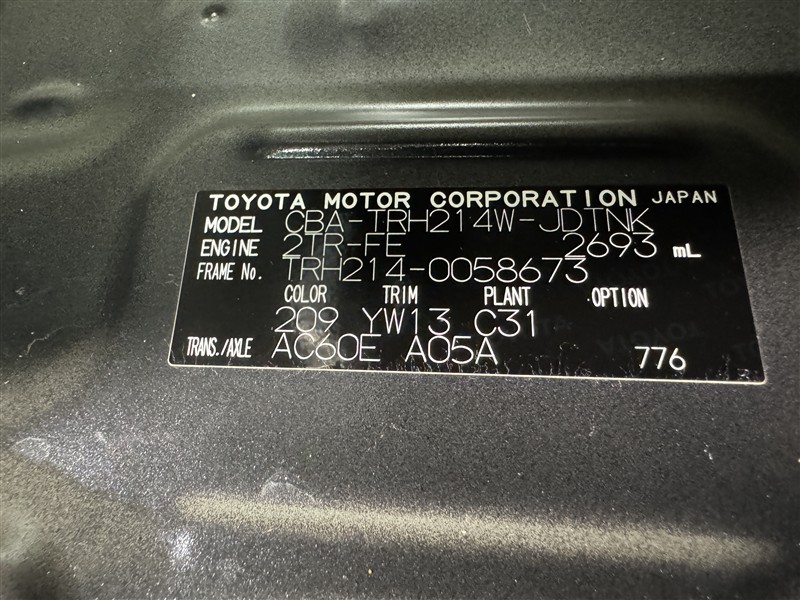 TOYOTA MOTOR CORPORATION JAPAN
MODEL CBA-TRH214W-JDTNK
ENGINE 2TR-FE 2693 mL
FRAME No. TRH214-0058673
COLOR TRIM PLANT OPTION
209 YW13 C31
TRANS./AXLE AC60E A05A 776